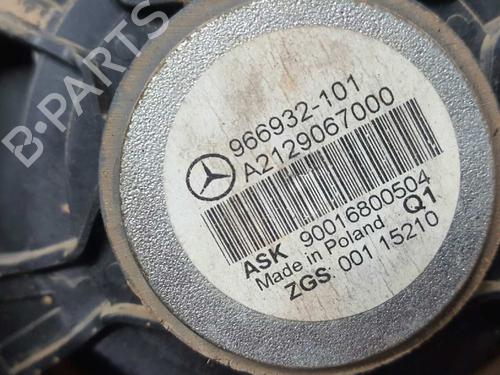 B-PARTS
966932-101
A2129067000
ASK 90016800504
Made in Poland Q1
ZGS: 001 15210